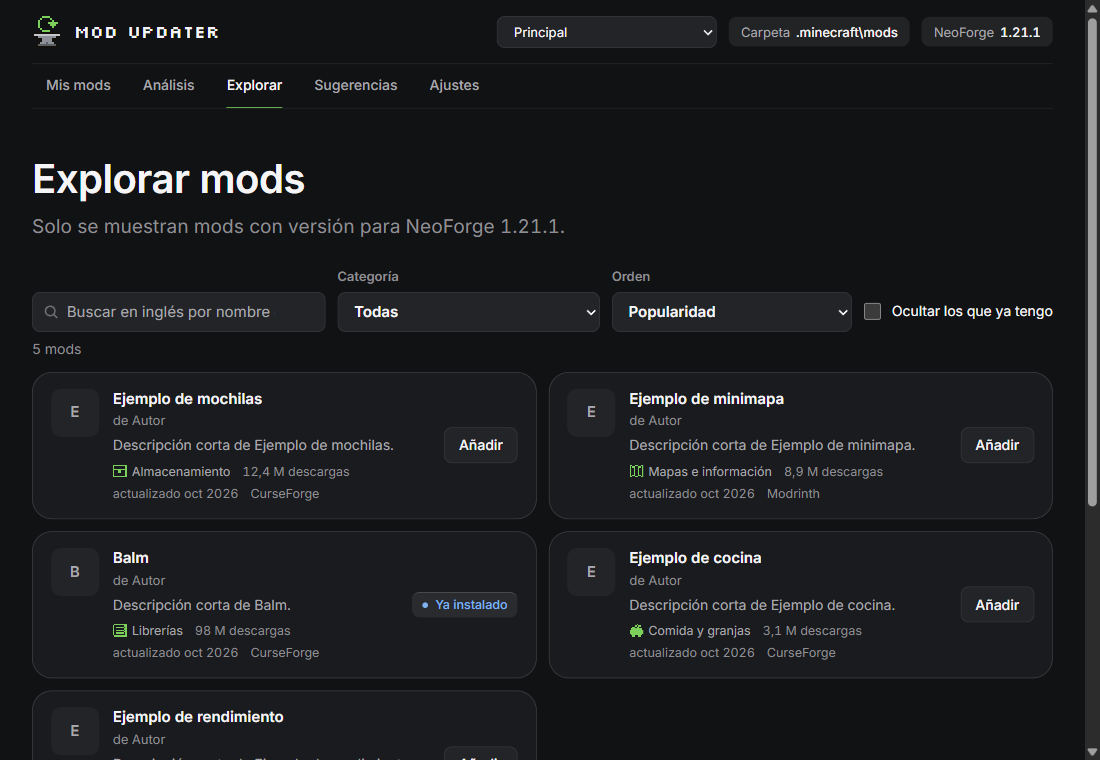 MOD UPDATER
Principal
Carpeta .minecraft\mods
NeoForge 1.21.1
Mis mods
Análisis
Explorar
Sugerencias
Ajustes
Explorar mods
Solo se muestran mods con versión para NeoForge 1.21.1.
Categoría
Orden
Buscar en inglés por nombre
Todas
Popularidad
Ocultar los que ya tengo
5 mods
E
Ejemplo de mochilas
de Autor
Descripción corta de Ejemplo de mochilas.
Añadir
Almacenamiento 12,4 M descargas
actualizado oct 2026 CurseForge
E
Ejemplo de minimapa
de Autor
Descripción corta de Ejemplo de minimapa.
Añadir
Mapas e información 8,9 M descargas
actualizado oct 2026 Modrinth
B
Balm
de Autor
Descripción corta de Balm.
Ya instalado
Librerías 98 M descargas
actualizado oct 2026 CurseForge
E
Ejemplo de cocina
de Autor
Descripción corta de Ejemplo de cocina.
Añadir
Comida y granjas 3,1 M descargas
actualizado oct 2026 CurseForge
E
Ejemplo de rendimiento
de Autor